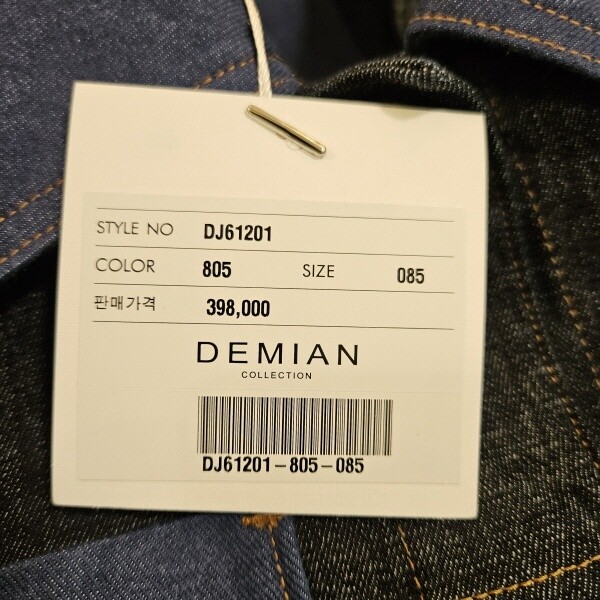 STYLE NO DJ61201
COLOR 805 SIZE 085
판매가격 398,000
DEMIAN
COLLECTION
DJ61201-805-085